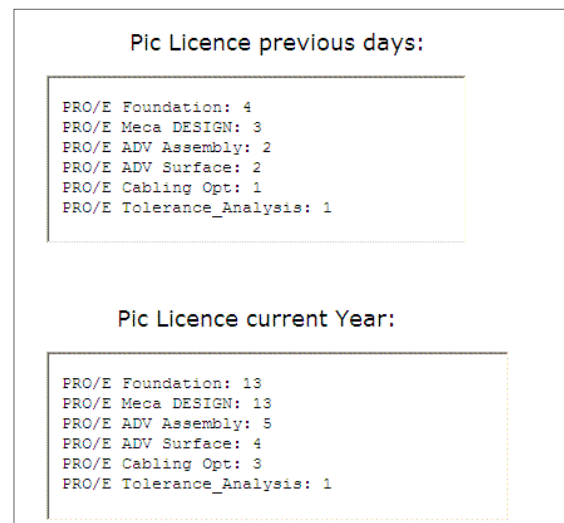 Pic Licence previous days:
PRO/E Foundation: 4
PRO/E Meca DESIGN: 3
PRO/E ADV Assembly: 2
PRO/E ADV Surface: 2
PRO/E Cabling Opt: 1
PRO/E Tolerance_Analysis: 1
Pic Licence current Year:
PRO/E Foundation: 13
PRO/E Meca DESIGN: 13
PRO/E ADV Assembly: 5
PRO/E ADV Surface: 4
PRO/E Cabling Opt: 3
PRO/E Tolerance_Analysis: 1